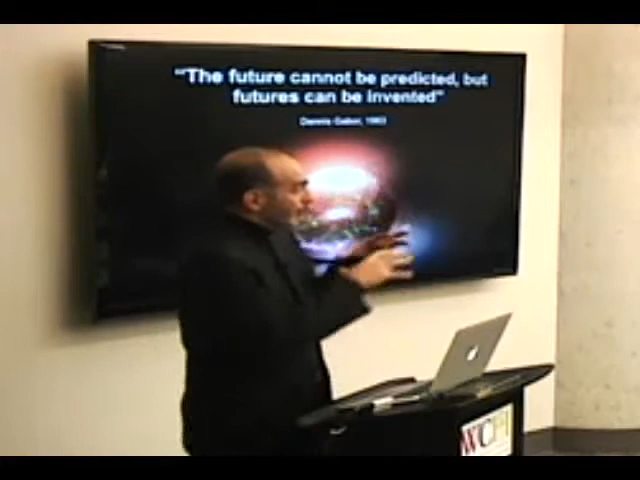 “The future cannot be predicted, but
futures can be invented”
Dennis Gabor, 1963